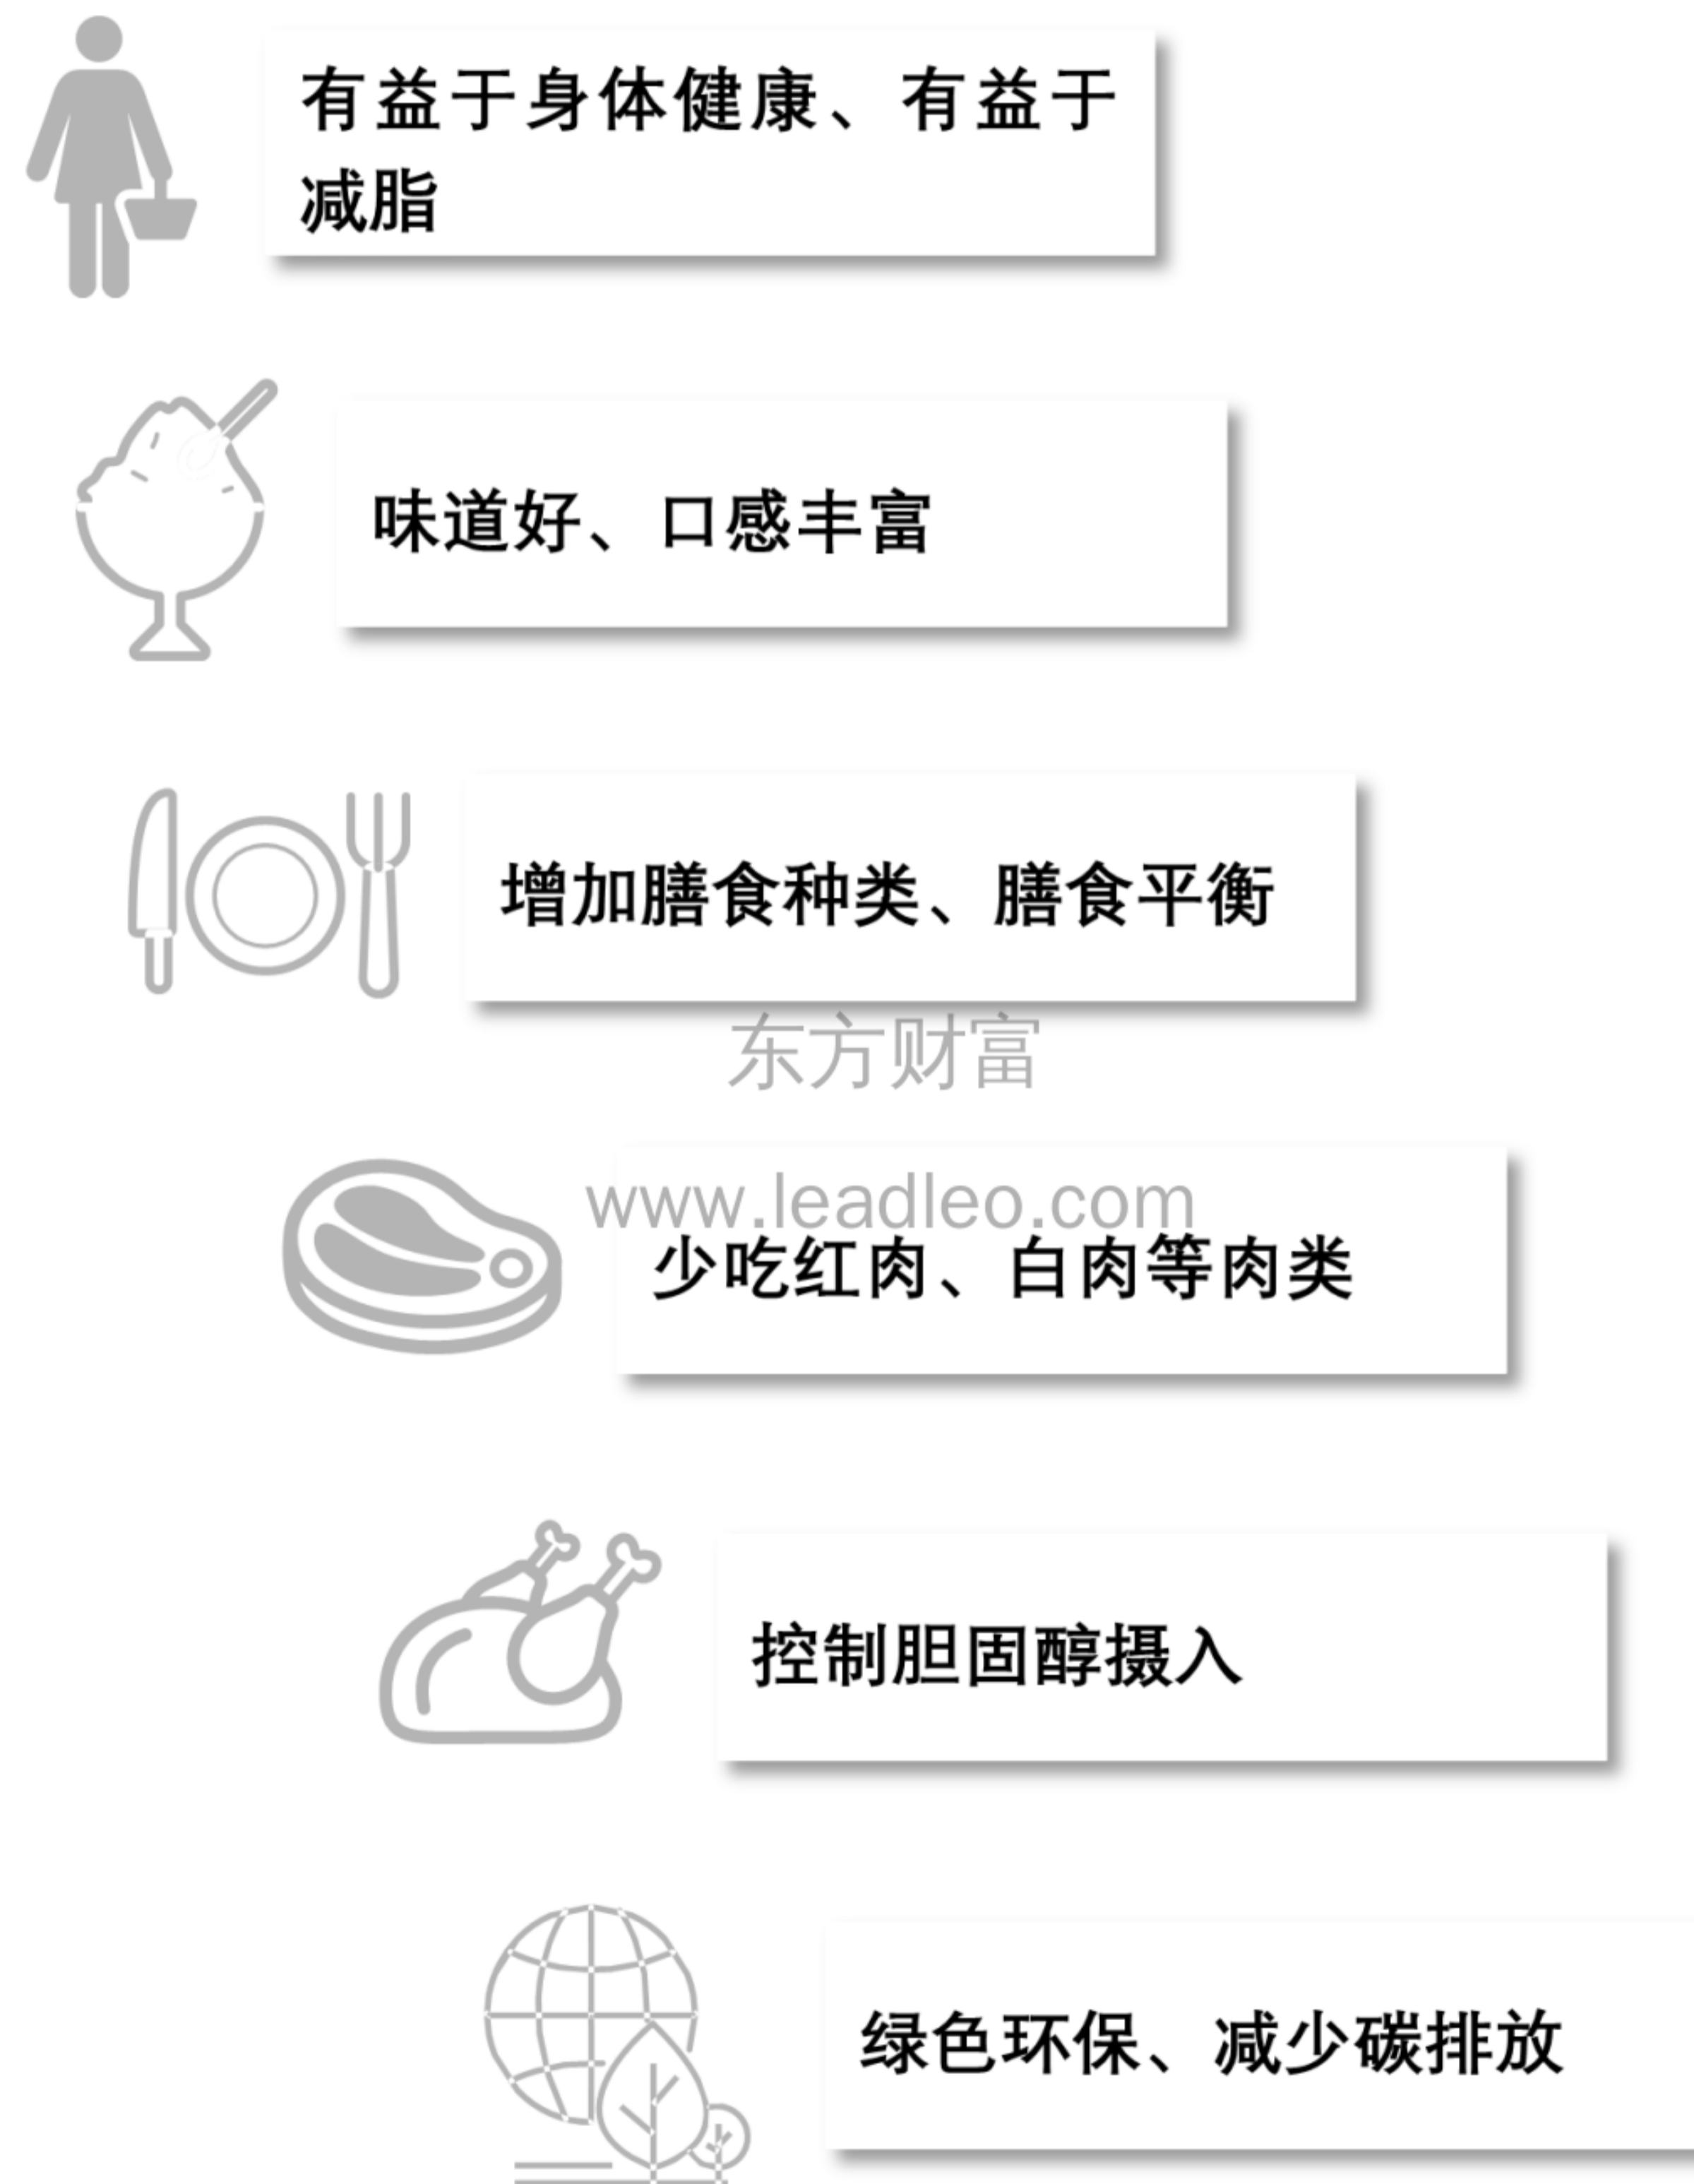 有益于身体健康、有益于
减脂
味道好、口感丰富
增加膳食种类、膳食平衡
东方财富
www.leadleo.com
少吃红肉、白肉等肉类
控制胆固醇摄入
绿色环保、减少碳排放